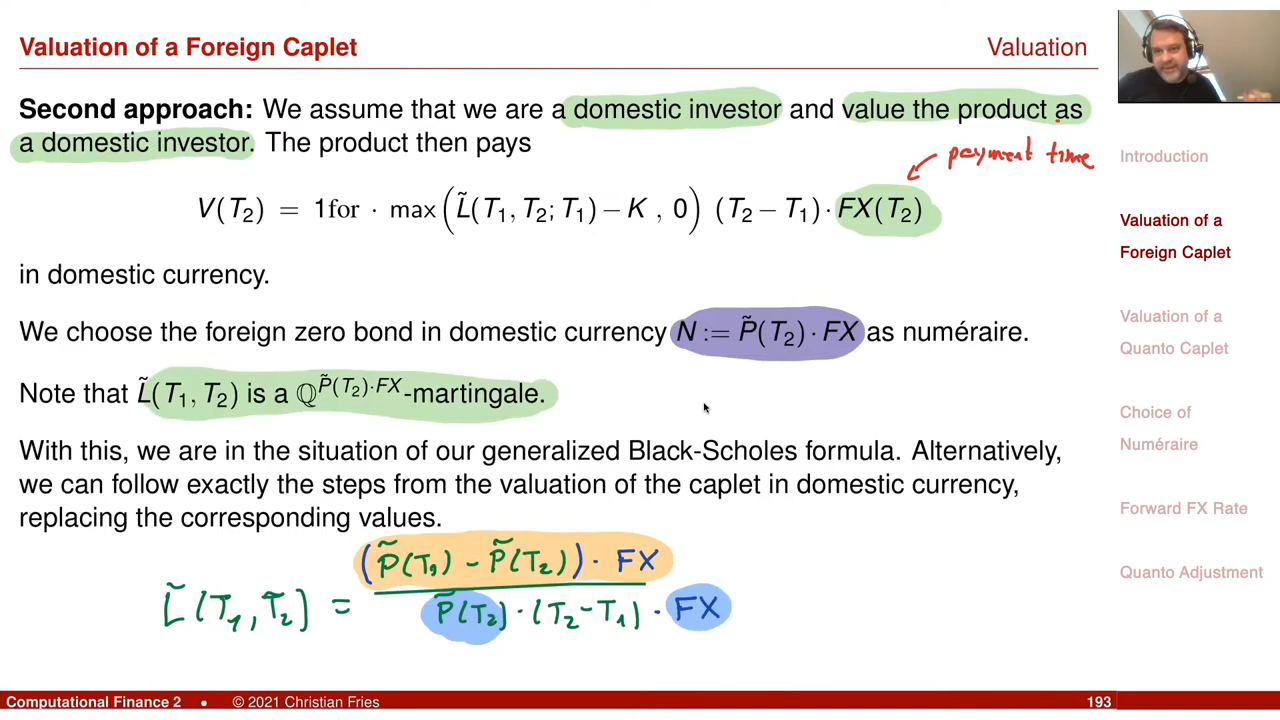 Valuation of a Foreign Caplet
Valuation
Second approach: We assume that we are a domestic investor and value the product as
a domestic investor. The product then pays
payment time
V(T₂) = 1for · max(L̃(T₁, T₂; T₁) − K , 0) (T₂ − T₁) · FX(T₂)
in domestic currency.
We choose the foreign zero bond in domestic currency N := P̃(T₂) · FX as numéraire.
Note that L̃(T₁, T₂) is a ℚ^{P̃(T₂)·FX}-martingale.
With this, we are in the situation of our generalized Black-Scholes formula. Alternatively,
we can follow exactly the steps from the valuation of the caplet in domestic currency,
replacing the corresponding values.
(P̃(T₁) − P̃(T₂)) · FX
L̃(T₁, T₂) =
P̃(T₂) · (T₂ − T₁) · FX
Introduction
Valuation of a
Foreign Caplet
Valuation of a
Quanto Caplet
Choice of
Numéraire
Forward FX Rate
Quanto Adjustment
Computational Finance 2 • © 2021 Christian Fries
193